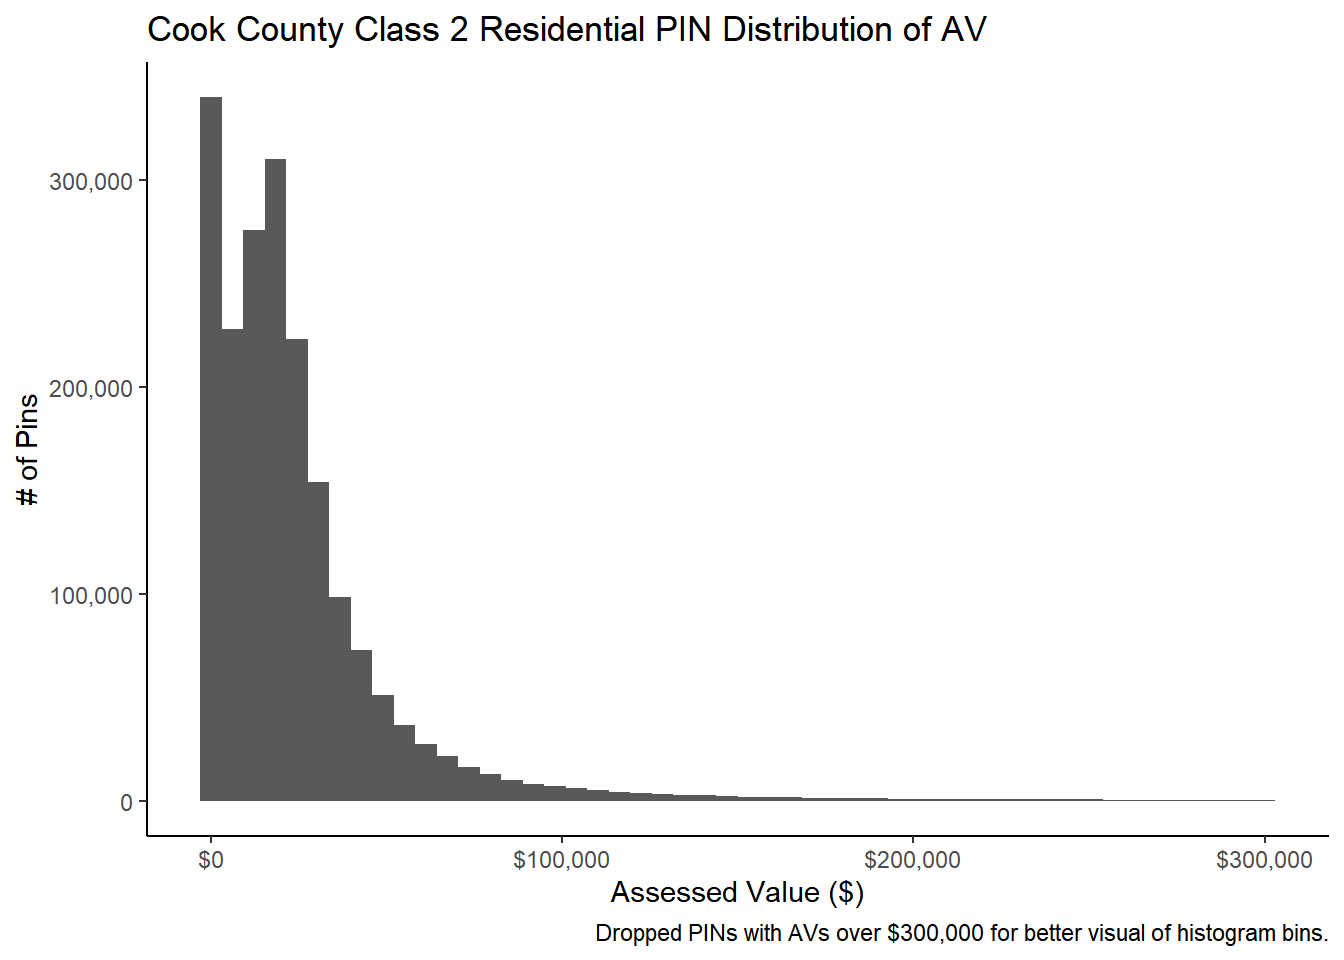 Cook County Class 2 Residential PIN Distribution of AV
# of Pins
300,000
200,000
100,000
0
$0
$100,000
$200,000
$300,000
Assessed Value ($)
Dropped PINs with AVs over $300,000 for better visual of histogram bins.